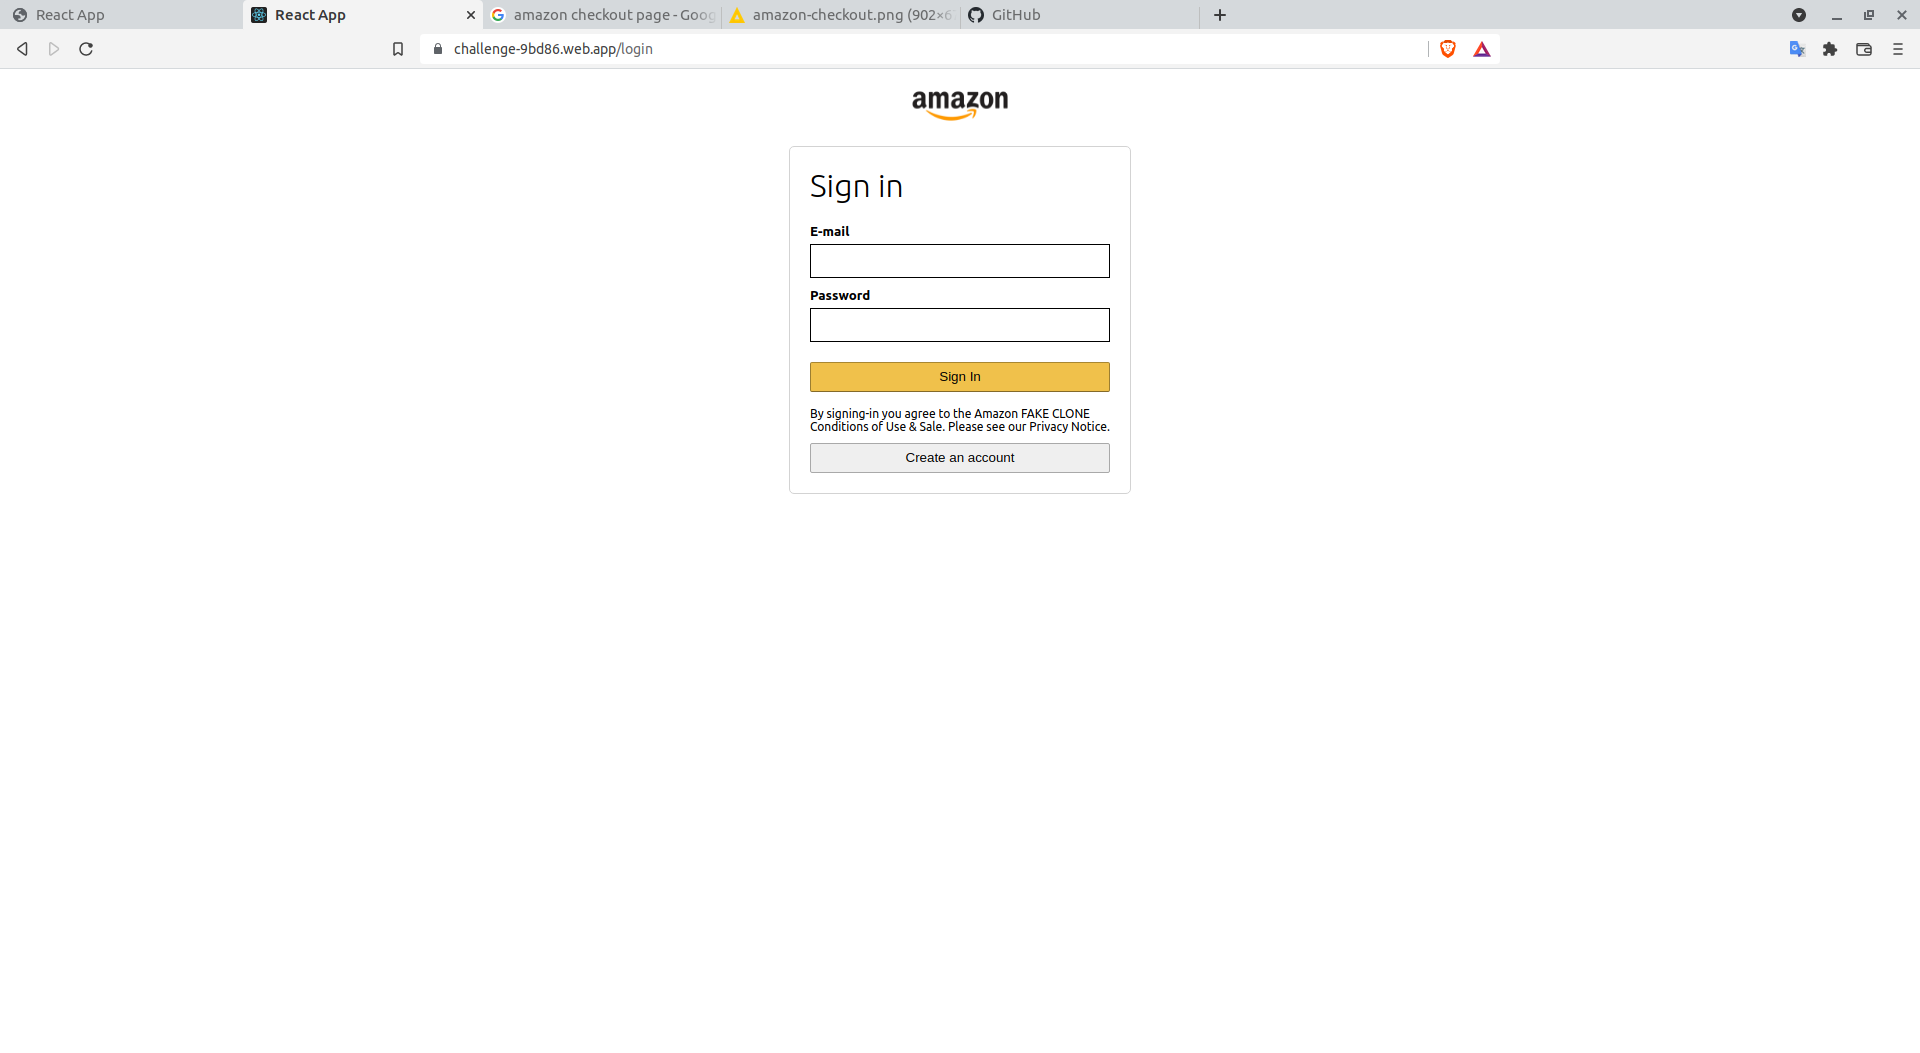 React App
React App
amazon checkout page - Goog
amazon-checkout.png (902×6
GitHub
challenge-9bd86.web.app/login
amazon
Sign in
E-mail
Password
Sign In
By signing-in you agree to the Amazon FAKE CLONE
Conditions of Use & Sale. Please see our Privacy Notice.
Create an account